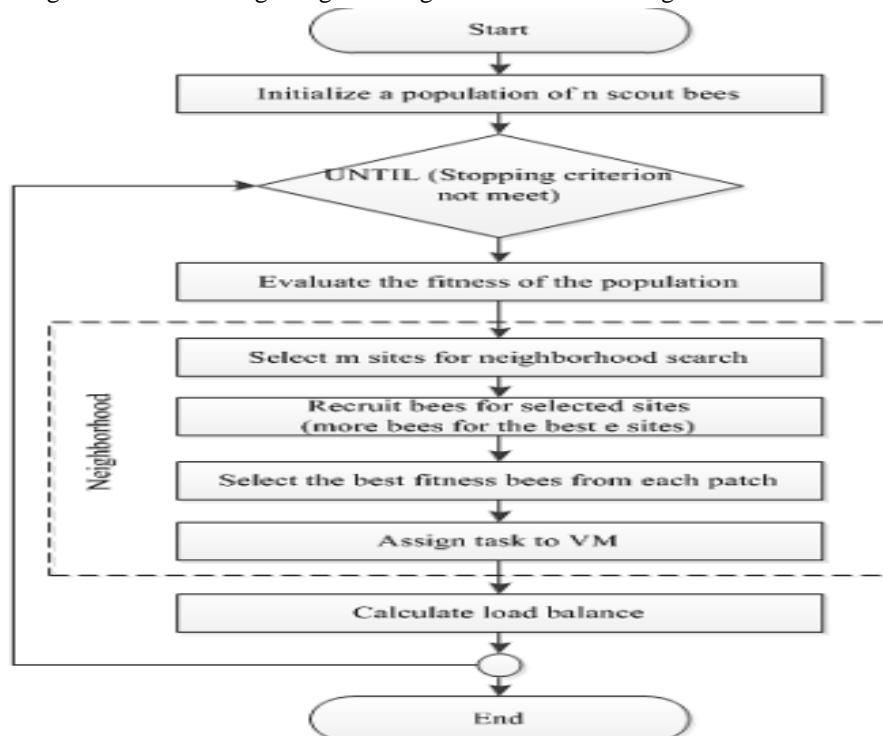 Start
Initialize a population of n scout bees
UNTIL (Stopping criterion
not meet)
Evaluate the fitness of the population
Neighborhood
Select m sites for neighborhood search
Recruit bees for selected sites
(more bees for the best e sites)
Select the best fitness bees from each patch
Assign task to VM
Calculate load balance
End